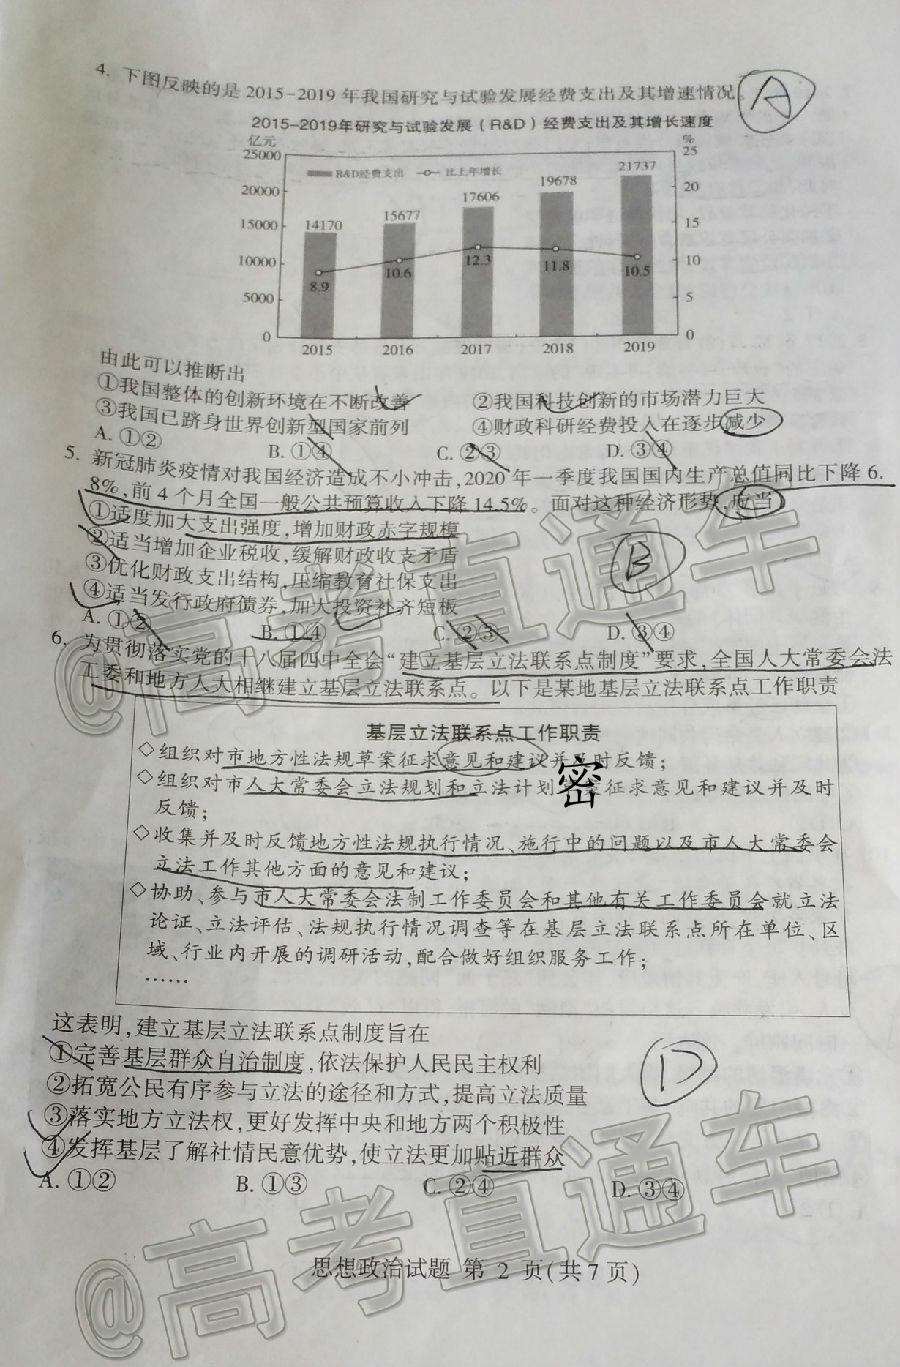 4. 下图反映的是2015-2019年我国研究与试验发展经费支出及其增速情况
A
2015-2019年研究与试验发展(R&D)经费支出及其增长速度
亿元
%
25000
25
R&D经费支出 比上年增长
21737
20000
19678
20
17606
15677
15000
14170
15
10000
12.3
11.8
10.6
10.5
10
8.9
5000
5
0
0
2015 2016 2017 2018 2019
由此可以推断出
①我国整体的创新环境在不断改善 ②我国科技创新的市场潜力巨大
③我国已跻身世界创新型国家前列 ④财政科研经费投入在逐步减少
A. ①② B. ①④ C. ②③ D. ③④
5. 新冠肺炎疫情对我国经济造成不小冲击,2020年一季度我国国内生产总值同比下降6.
8%,前4个月全国一般公共预算收入下降14.5%。面对这种经济形势,应当
①适度加大支出强度,增加财政赤字规模
②适当增加企业税收,缓解财政收支矛盾
③优化财政支出结构,压缩教育社保支出
B
④适当发行政府债券,加大投资补齐短板
A. ①② B. ①④ C. ②③ D. ③④
6. 为贯彻落实党的十八届四中全会“建立基层立法联系点制度”要求,全国人大常委会法
工委和地方人大相继建立基层立法联系点。以下是某地基层立法联系点工作职责
基层立法联系点工作职责
◇组织对市地方性法规草案征求意见和建议并及时反馈;
◇组织对市人大常委会立法规划和立法计划 征求意见和建议并及时
密
反馈;
◇收集并及时反馈地方性法规执行情况、施行中的问题以及市人大常委会
立法工作其他方面的意见和建议;
◇协助、参与市人大常委会法制工作委员会和其他有关工作委员会就立法
论证、立法评估、法规执行情况调查等在基层立法联系点所在单位、区
域、行业内开展的调研活动,配合做好组织服务工作;
……
这表明,建立基层立法联系点制度旨在
①完善基层群众自治制度,依法保护人民民主权利
D
②拓宽公民有序参与立法的途径和方式,提高立法质量
③落实地方立法权,更好发挥中央和地方两个积极性
④发挥基层了解社情民意优势,使立法更加贴近群众
A. ①② B. ①③ C. ②④ D. ③④
思想政治试题 第 2 页(共7页)
@高考直通车
@高考直通车